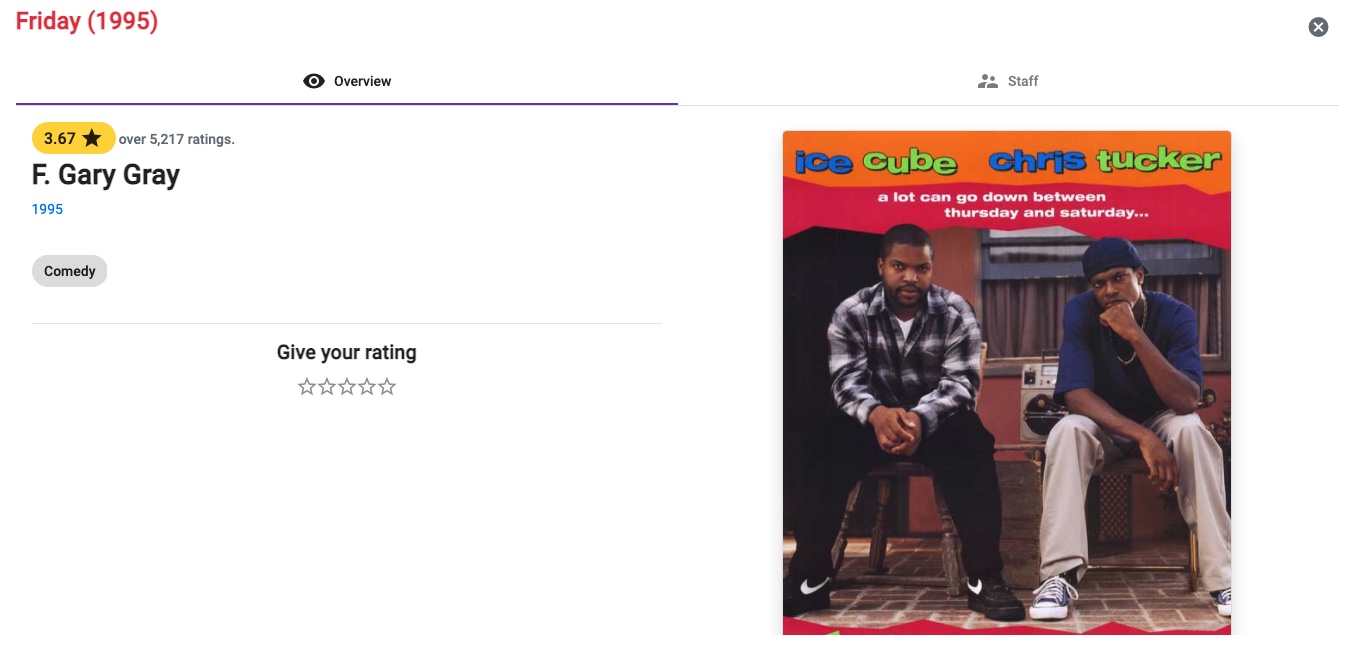 Friday (1995)
Overview
Staff
3.67 over 5,217 ratings.
F. Gary Gray
1995
Comedy
Give your rating
ice cube chris tucker
a lot can go down between
thursday and saturday...